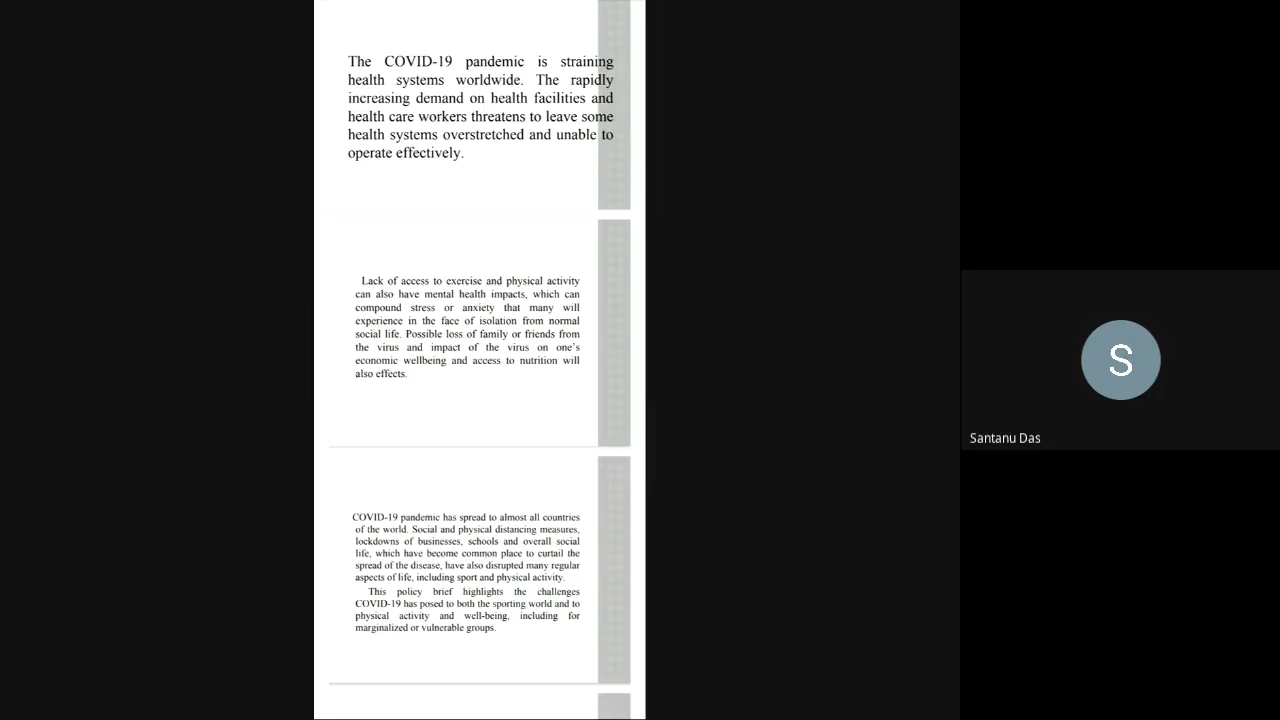 The COVID-19 pandemic is straining
health systems worldwide. The rapidly
increasing demand on health facilities and
health care workers threatens to leave some
health systems overstretched and unable to
operate effectively.
Lack of access to exercise and physical activity
can also have mental health impacts, which can
compound stress or anxiety that many will
experience in the face of isolation from normal
social life. Possible loss of family or friends from
the virus and impact of the virus on one's
economic wellbeing and access to nutrition will
also effects.
COVID-19 pandemic has spread to almost all countries
of the world. Social and physical distancing measures,
lockdowns of businesses, schools and overall social
life, which have become common place to curtail the
spread of the disease, have also disrupted many regular
aspects of life, including sport and physical activity.
This policy brief highlights the challenges
COVID-19 has posed to both the sporting world and to
physical activity and well-being, including for
marginalized or vulnerable groups.
S
Santanu Das